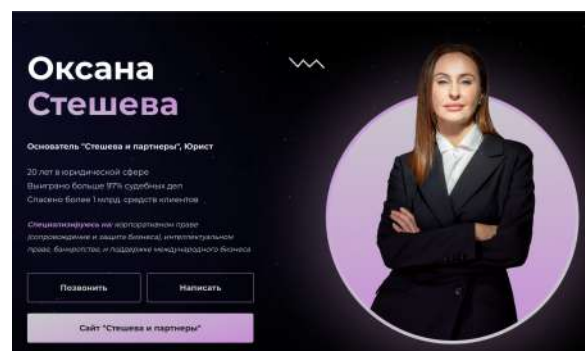 Оксана
Стешева
Основатель "Стешева и партнеры", Юрист
20 лет в юридической сфере
Выиграно больше 97% судебных дел
Спасено более 1 млрд. средств клиентов
Специализируюсь на: корпоративном праве
(сопровождение и защита бизнеса), интеллектуальном
праве, банкротстве, и поддержке международного бизнеса
Позвонить
Написать
Сайт "Стешева и партнеры"